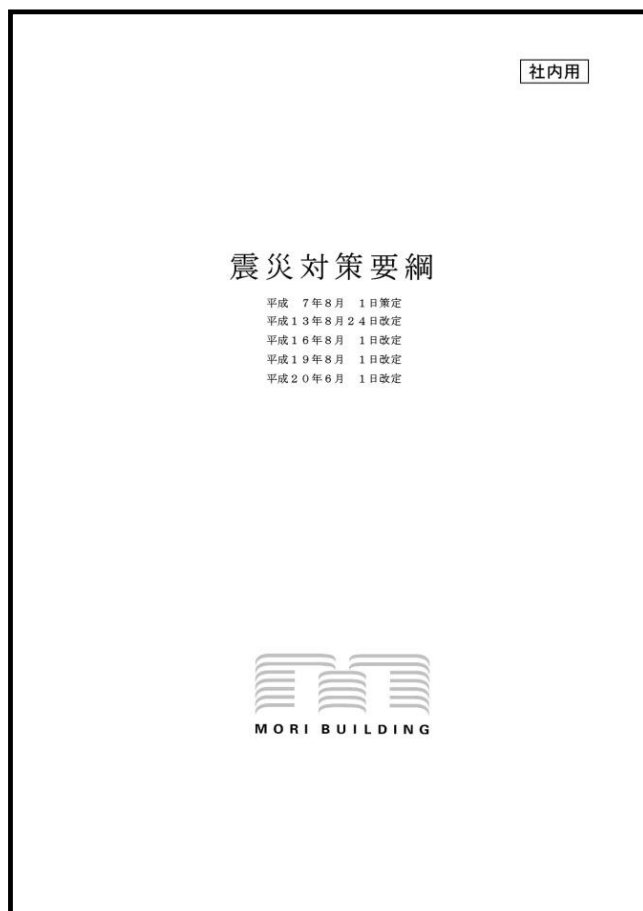 社内用
震災対策要綱
平成　７年８月　１日策定
平成１３年８月２４日改定
平成１６年８月　１日改定
平成１９年８月　１日改定
平成２０年６月　１日改定
MORI BUILDING